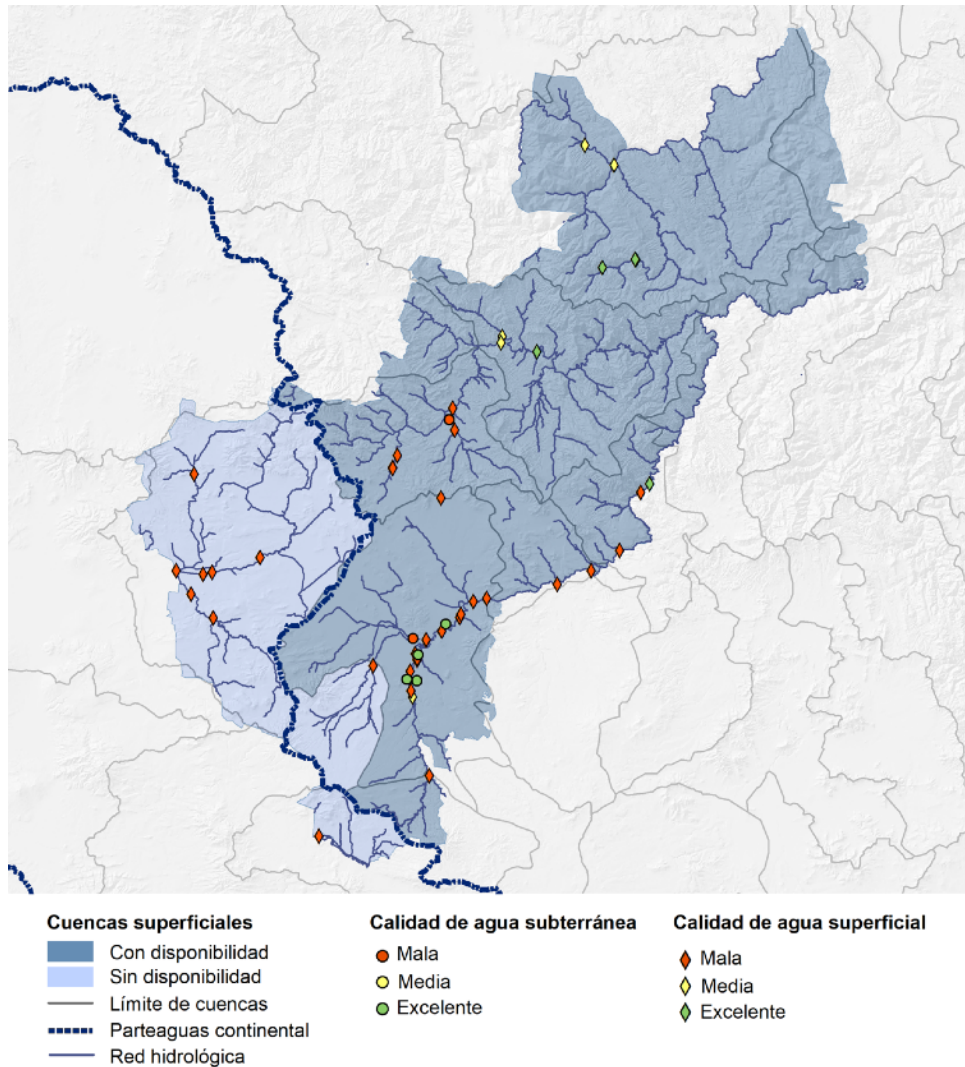 Cuencas superficiales
Con disponibilidad
Sin disponibilidad
Límite de cuencas
Parteaguas continental
Red hidrológica
Calidad de agua subterránea
Mala
Media
Excelente
Calidad de agua superficial
Mala
Media
Excelente